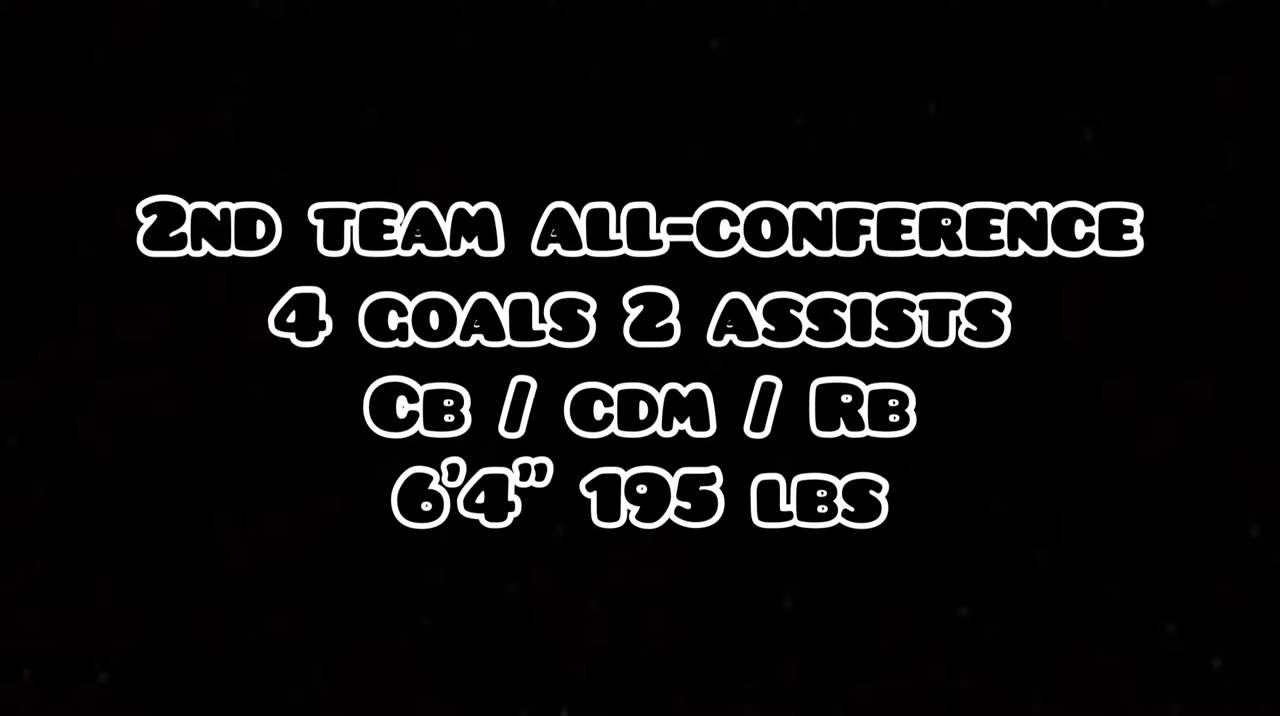 2ND TEAM ALL-CONFERENCE
4 GOALS 2 ASSISTS
CB / CDM / RB
6'4" 195 LBS